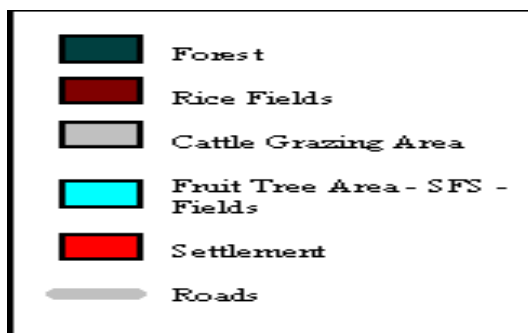 Forest
Rice Fields
Cattle Grazing Area
Fruit Tree Area - SFS -
Fields
Settlement
Roads